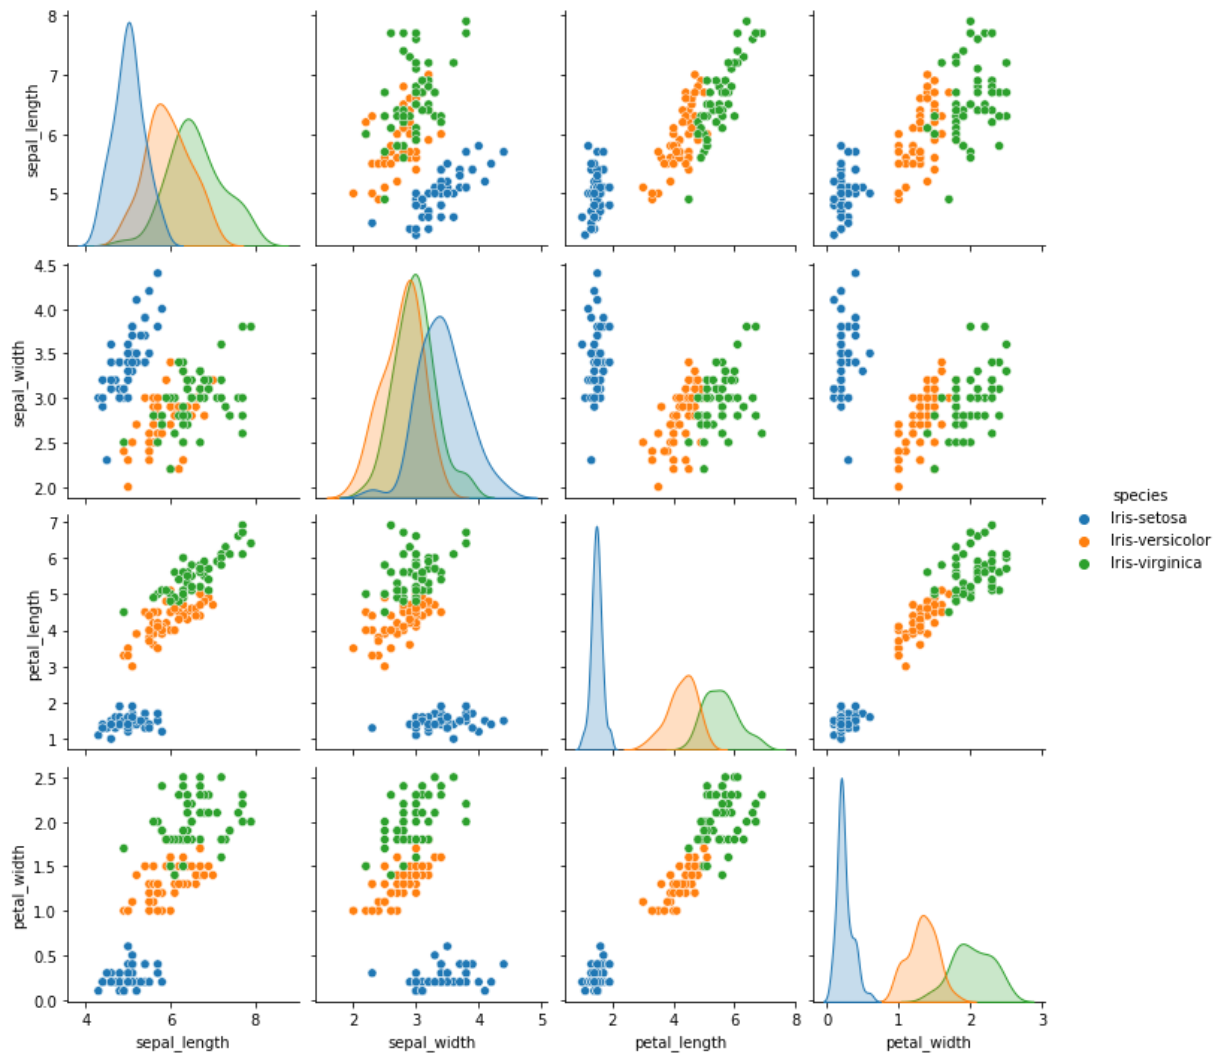 8
7
6
5
sepal_length
4.5
4.0
3.5
3.0
2.5
2.0
sepal_width
species
Iris-setosa
Iris-versicolor
Iris-virginica
7
6
5
4
3
2
1
petal_length
2.5
2.0
1.5
1.0
0.5
0.0
petal_width
4 6 8
sepal_length
2 3 4 5
sepal_width
2 4 6 8
petal_length
0 1 2 3
petal_width